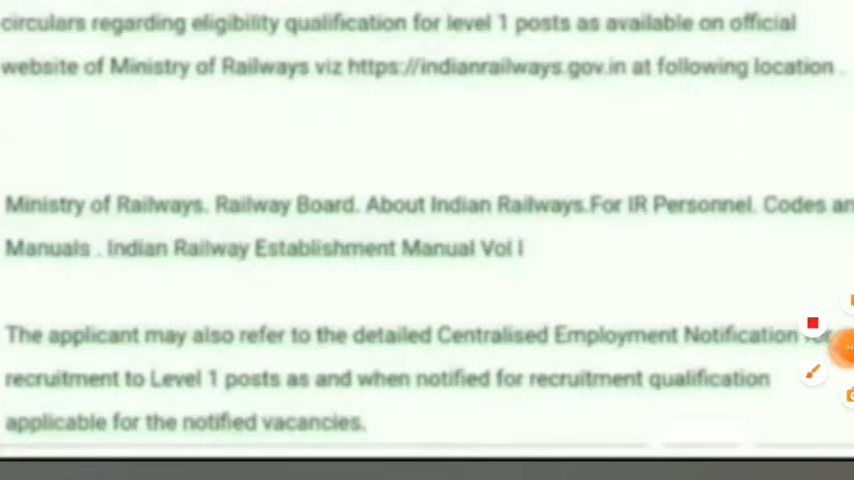 circulars regarding eligibility qualification for level 1 posts as available on official
website of Ministry of Railways viz https://indianrailways.gov.in at following location .
Ministry of Railways. Railway Board. About Indian Railways.For IR Personnel. Codes an
Manuals . Indian Railway Establishment Manual Vol I
The applicant may also refer to the detailed Centralised Employment Notification for
recruitment to Level 1 posts as and when notified for recruitment qualification
applicable for the notified vacancies.